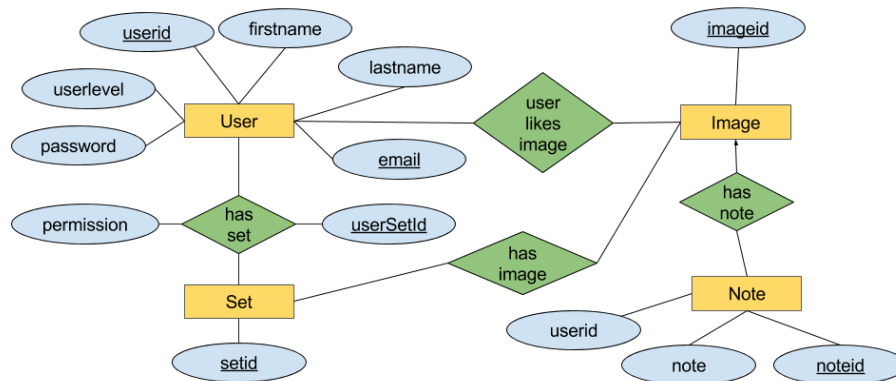 userid
firstname
imageid
lastname
userlevel
User
user
likes
image
Image
password
email
permission
has
set
userSetId
has
note
has
image
Set
Note
userid
setid
note
noteid